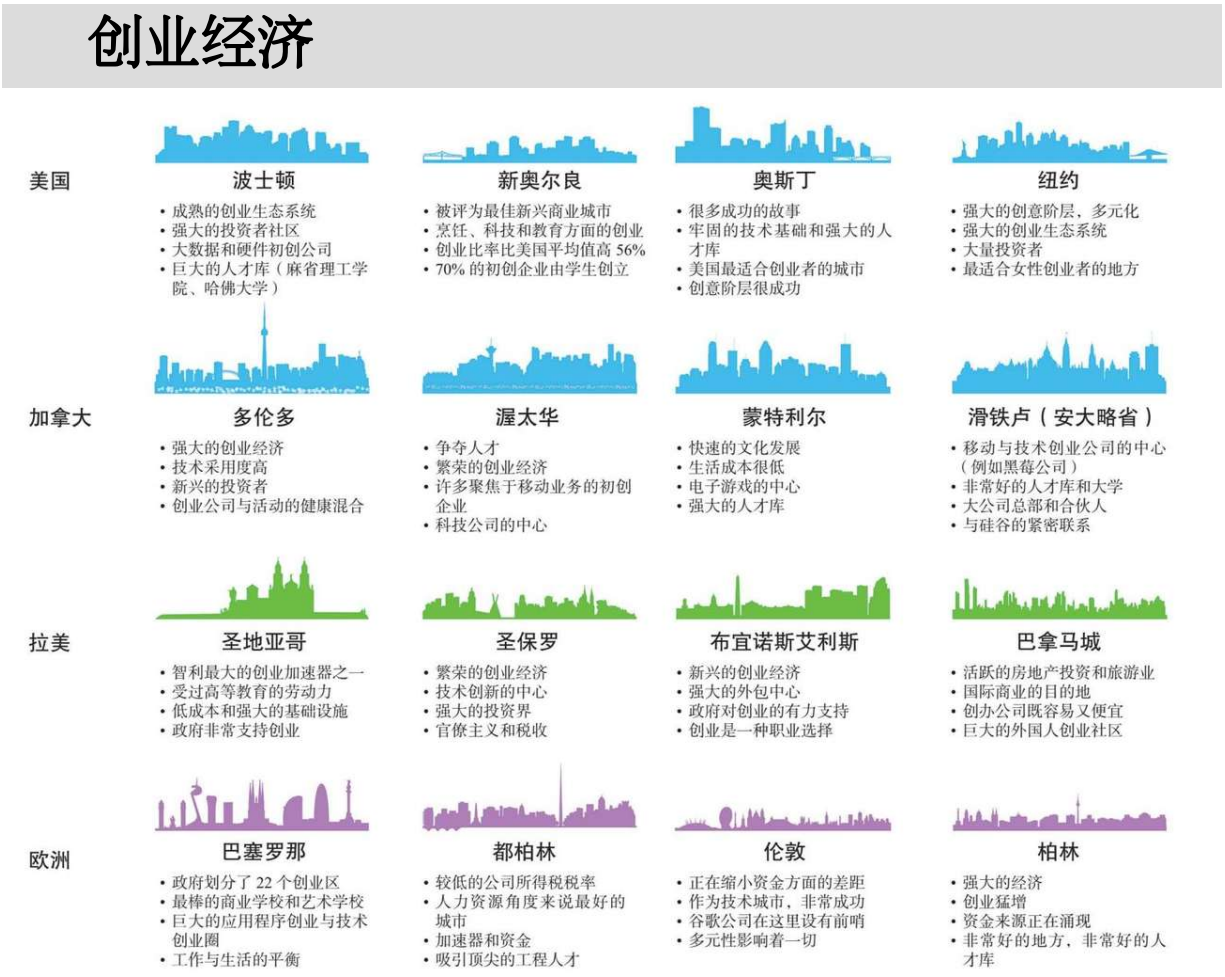 创业经济
美国
波士顿
• 成熟的创业生态系统
• 强大的投资者社区
• 大数据和硬件初创公司
• 巨大的人才库（麻省理工学
院、哈佛大学）
新奥尔良
• 被评为最佳新兴商业城市
• 烹饪、科技和教育方面的创业
• 创业比率比美国平均值高 56%
• 70% 的初创企业由学生创立
奥斯丁
• 很多成功的故事
• 牢固的技术基础和强大的人
才库
• 美国最适合创业者的城市
• 创意阶层很成功
纽约
• 强大的创意阶层，多元化
• 强大的创业生态系统
• 大量投资者
• 最适合女性创业者的地方
加拿大
多伦多
• 强大的创业经济
• 技术采用度高
• 新兴的投资者
• 创业公司与活动的健康混合
渥太华
• 争夺人才
• 繁荣的创业经济
• 许多聚焦于移动业务的初创
企业
• 科技公司的中心
蒙特利尔
• 快速的文化发展
• 生活成本很低
• 电子游戏的中心
• 强大的人才库
滑铁卢（安大略省）
• 移动与技术创业公司的中心
（例如黑莓公司）
• 非常好的人才库和大学
• 大公司总部和合伙人
• 与硅谷的紧密联系
拉美
圣地亚哥
• 智利最大的创业加速器之一
• 受过高等教育的劳动力
• 低成本和强大的基础设施
• 政府非常支持创业
圣保罗
• 繁荣的创业经济
• 技术创新的中心
• 强大的投资界
• 官僚主义和税收
布宜诺斯艾利斯
• 新兴的创业经济
• 强大的外包中心
• 政府对创业的有力支持
• 创业是一种职业选择
巴拿马城
• 活跃的房地产投资和旅游业
• 国际商业的目的地
• 创办公司既容易又便宜
• 巨大的外国人创业社区
欧洲
巴塞罗那
• 政府划分了 22 个创业区
• 最棒的商业学校和艺术学校
• 巨大的应用程序创业与技术
创业圈
• 工作与生活的平衡
都柏林
• 较低的公司所得税税率
• 人力资源角度来说最好的
城市
• 加速器和资金
• 吸引顶尖的工程人才
伦敦
• 正在缩小资金方面的差距
• 作为技术城市，非常成功
• 谷歌公司在这里设有前哨
• 多元性影响着一切
柏林
• 强大的经济
• 创业猛增
• 资金来源正在涌现
• 非常好的地方，非常好的人
才库